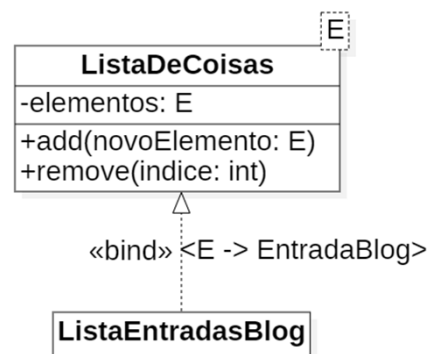 E
ListaDeCoisas
-elementos: E
+add(novoElemento: E)
+remove(indice: int)
«bind» <E -> EntradaBlog>
ListaEntradasBlog